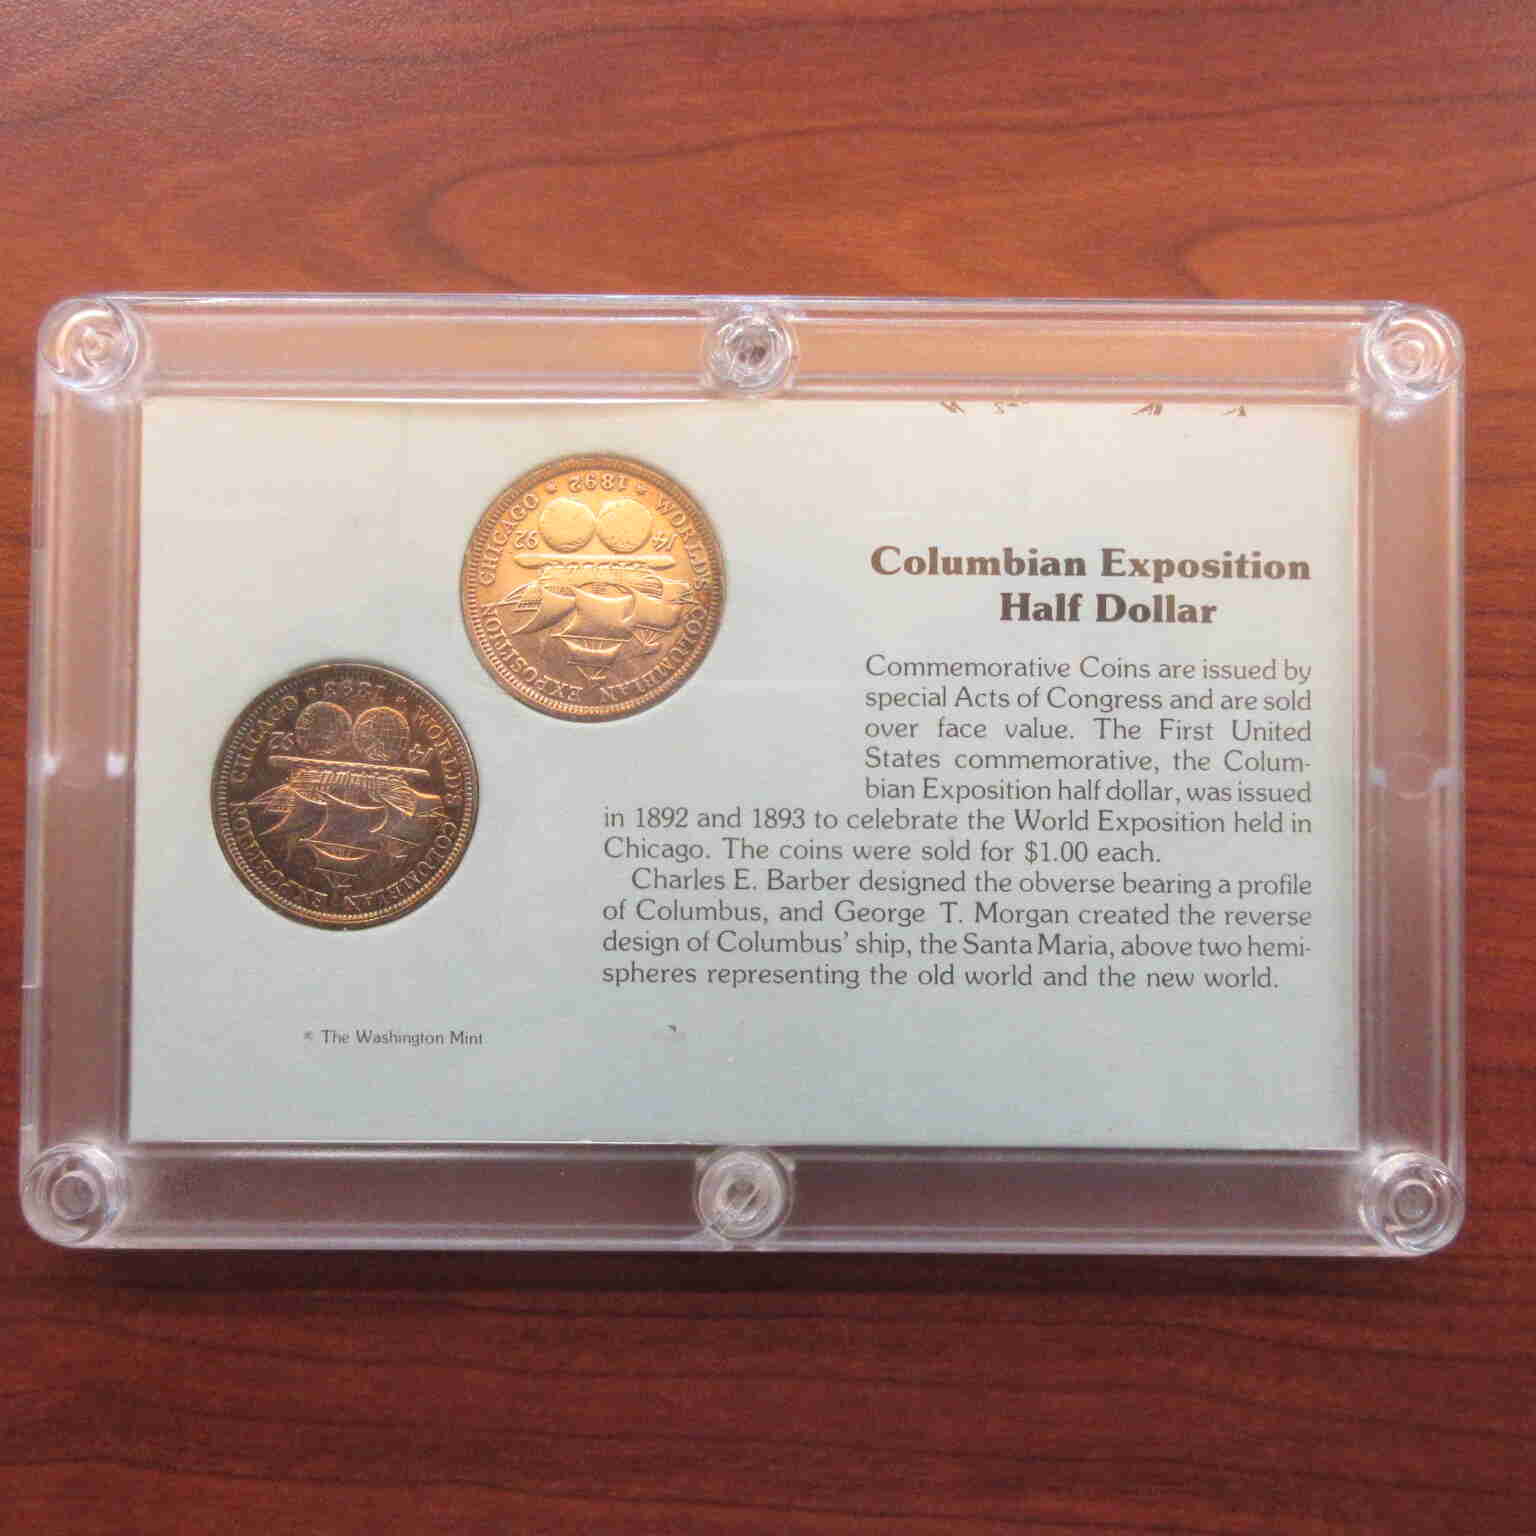 1892
CHICAGO ★ ★ WORLD'S COLUMBIAN EXPOSITION
14 92
1893
CHICAGO ★ ★ WORLD'S COLUMBIAN EXPOSITION
14 92
Columbian Exposition
Half Dollar
Commemorative Coins are issued by
special Acts of Congress and are sold
over face value. The First United
States commemorative, the Colum-
bian Exposition half dollar, was issued
in 1892 and 1893 to celebrate the World Exposition held in
Chicago. The coins were sold for $1.00 each.
Charles E. Barber designed the obverse bearing a profile
of Columbus, and George T. Morgan created the reverse
design of Columbus' ship, the Santa Maria, above two hemi-
spheres representing the old world and the new world.
© The Washington Mint